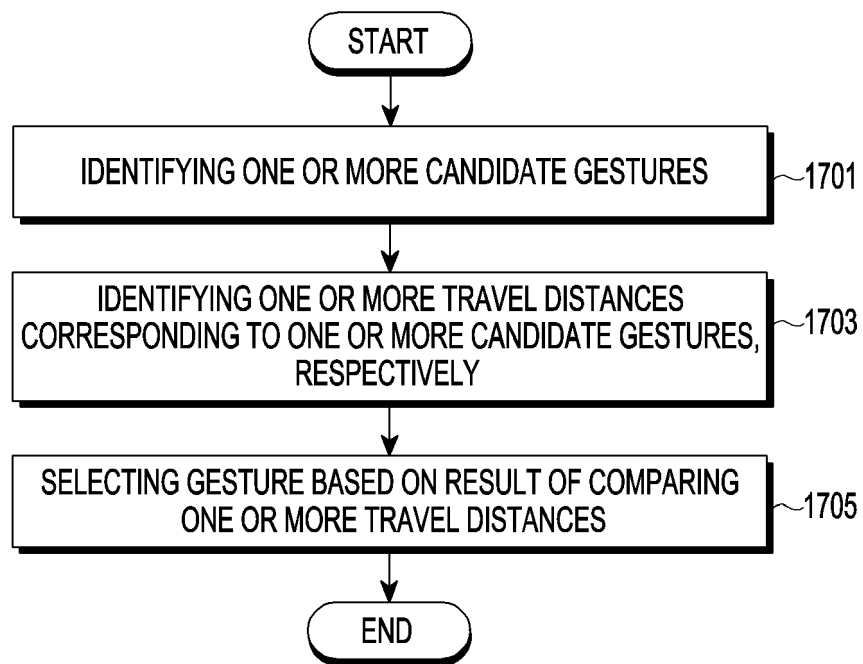 START
IDENTIFYING ONE OR MORE CANDIDATE GESTURES
1701
IDENTIFYING ONE OR MORE TRAVEL DISTANCES
CORRESPONDING TO ONE OR MORE CANDIDATE GESTURES,
RESPECTIVELY
1703
SELECTING GESTURE BASED ON RESULT OF COMPARING
ONE OR MORE TRAVEL DISTANCES
1705
END